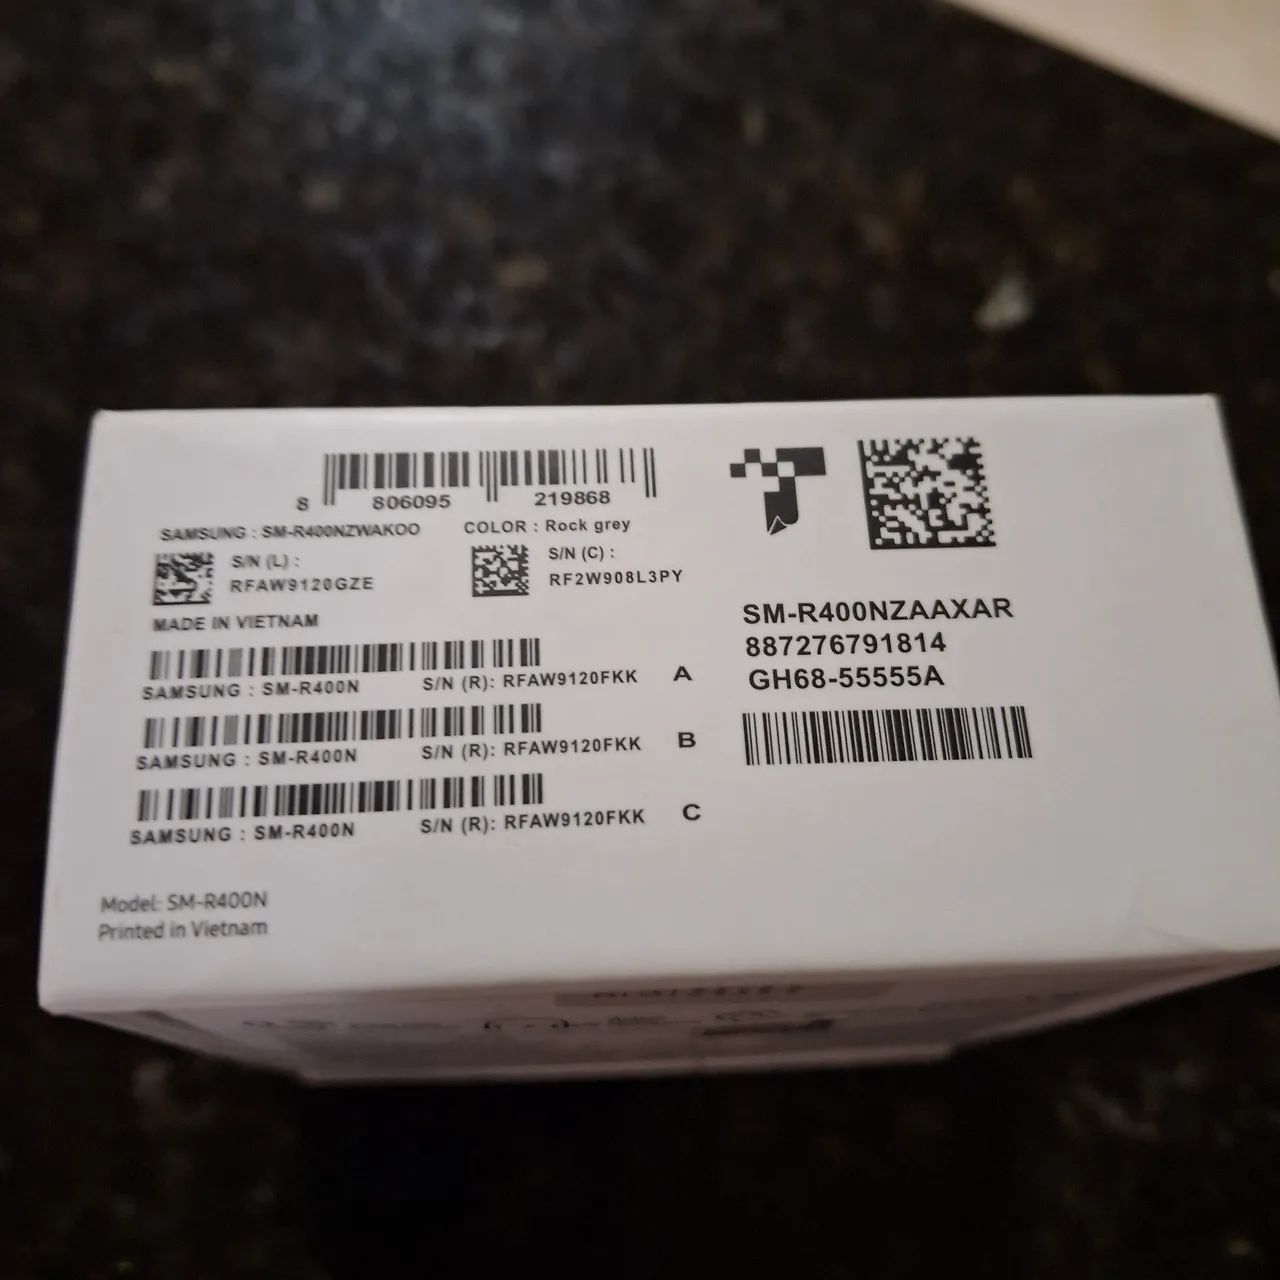 8 806095 219868
SAMSUNG : SM-R400NZWAKOO COLOR : Rock grey
S/N (L) :
RFAW9120GZE
S/N (C) :
RF2W908L3PY
MADE IN VIETNAM
SAMSUNG : SM-R400N S/N (R): RFAW9120FKK A
SAMSUNG : SM-R400N S/N (R): RFAW9120FKK B
SAMSUNG : SM-R400N S/N (R): RFAW9120FKK C
Model: SM-R400N
Printed in Vietnam
SM-R400NZAAXAR
887276791814
GH68-55555A